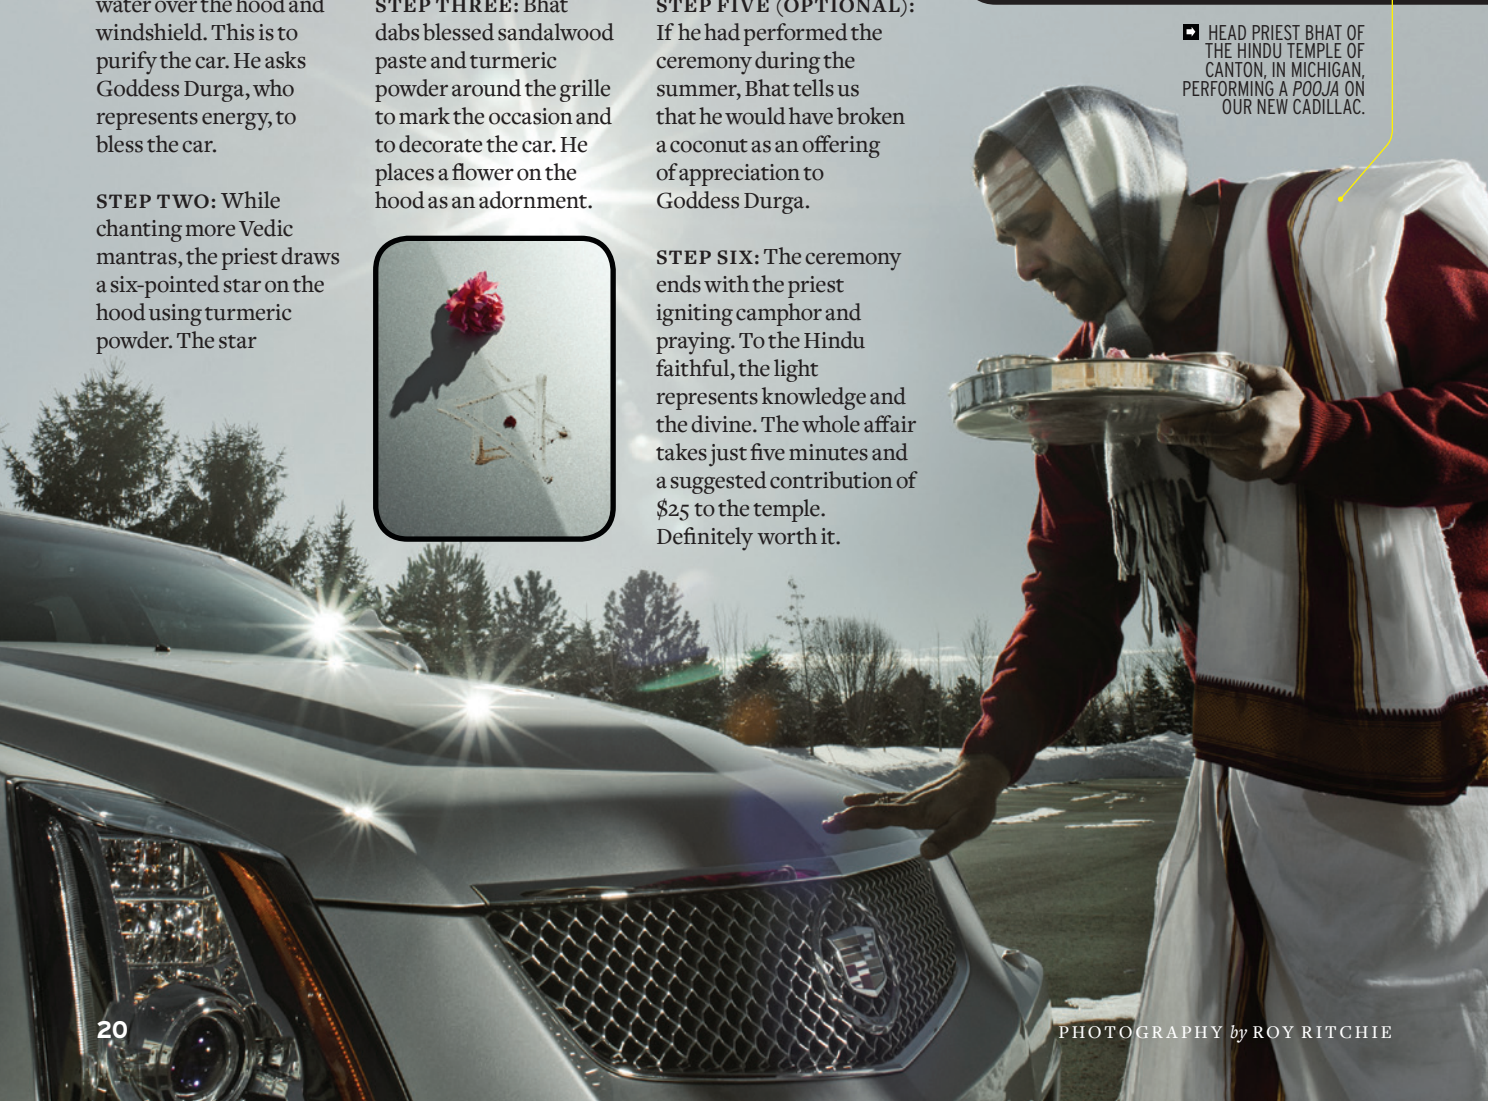 water over the hood and
windshield. This is to
purify the car. He asks
Goddess Durga, who
represents energy, to
bless the car.
STEP TWO: While
chanting more Vedic
mantras, the priest draws
a six-pointed star on the
hood using turmeric
powder. The star
STEP THREE: Bhat
dabs blessed sandalwood
paste and turmeric
powder around the grille
to mark the occasion and
to decorate the car. He
places a flower on the
hood as an adornment.
STEP FIVE (OPTIONAL):
If he had performed the
ceremony during the
summer, Bhat tells us
that he would have broken
a coconut as an offering
of appreciation to
Goddess Durga.
STEP SIX: The ceremony
ends with the priest
igniting camphor and
praying. To the Hindu
faithful, the light
represents knowledge and
the divine. The whole affair
takes just five minutes and
a suggested contribution of
$25 to the temple.
Definitely worth it.
HEAD PRIEST BHAT OF
THE HINDU TEMPLE OF
CANTON, IN MICHIGAN,
PERFORMING A POOJA ON
OUR NEW CADILLAC.
20
PHOTOGRAPHY by ROY RITCHIE